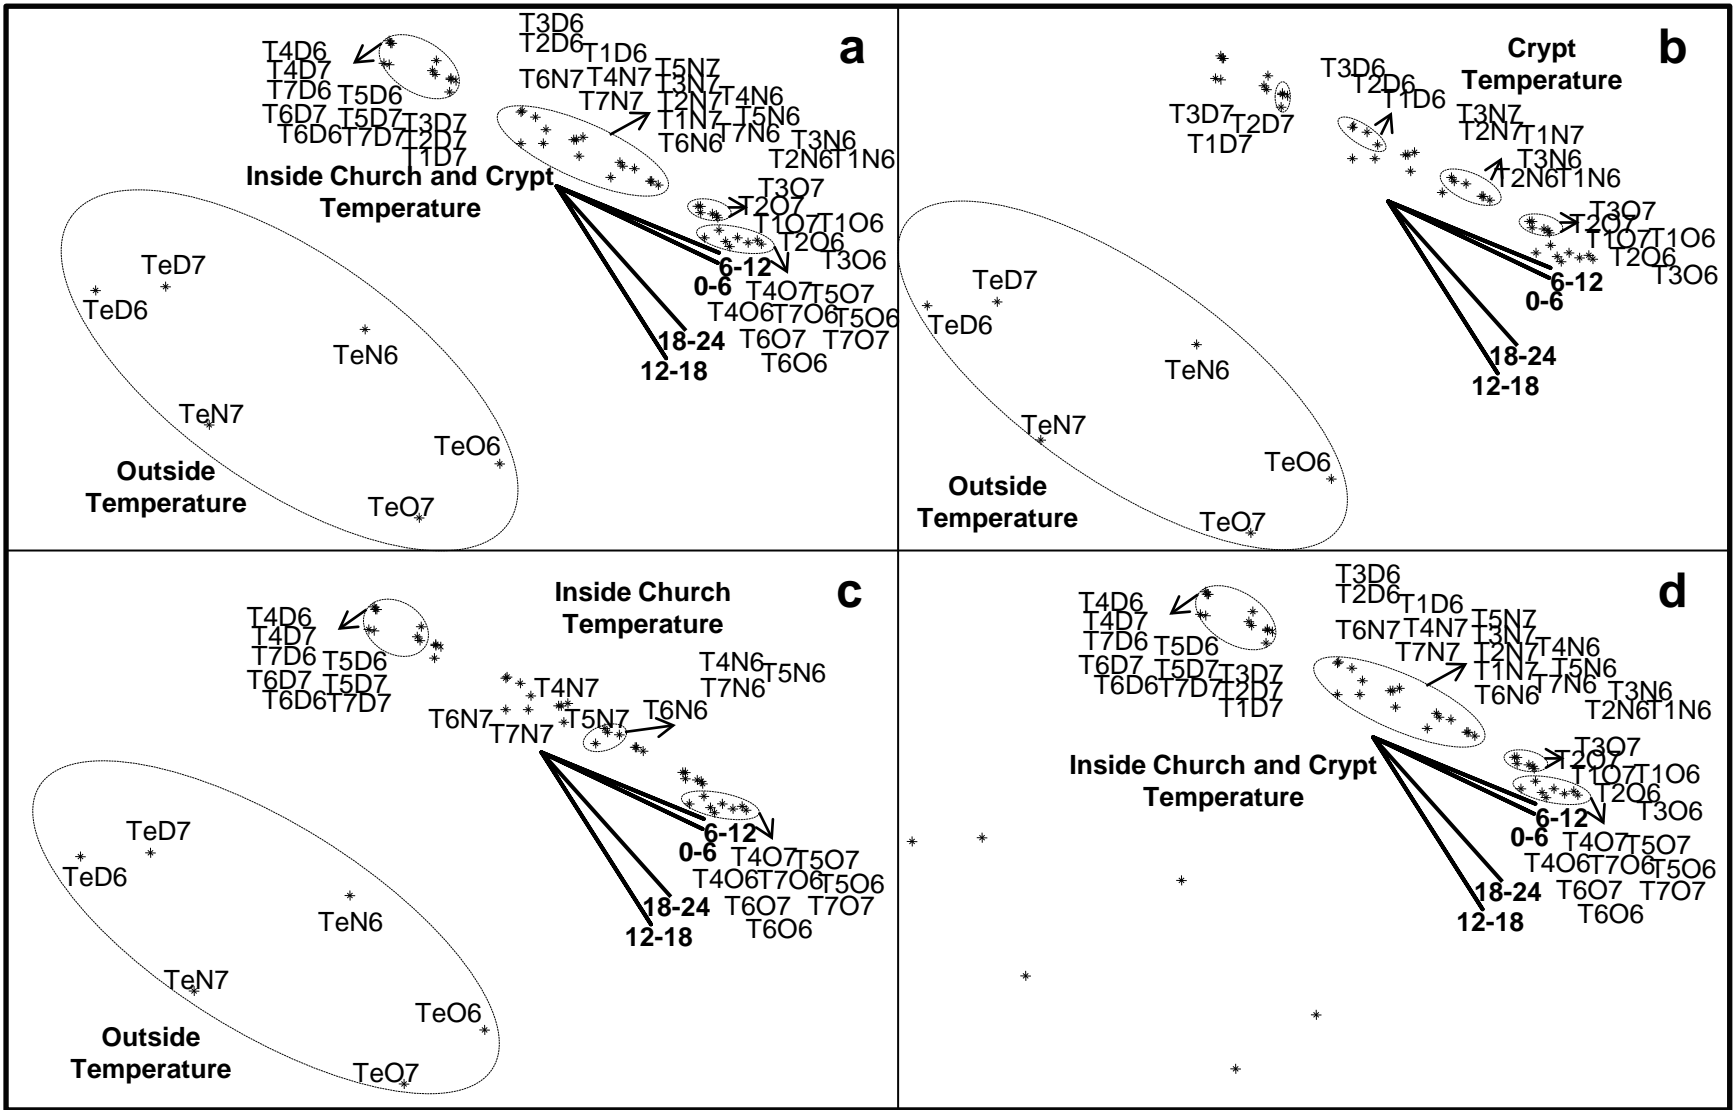 a
T3D6
T2D6
T1D6
T4D6
T4D7
T7D6
T5D6
T6D7
T5D7
T3D7
T6D6
T7D7
T2D7
T1D7
T6N7
T4N7
T5N7
T3N7
T7N7
T2N7
T4N6
T1N7
T5N6
T6N6
T7N6
T3N6
T2N6
T1N6
Inside Church and Crypt
Temperature
T3O7
T2O7
T1O7
T1O6
T2O6
T3O6
6-12
0-6
T4O7
T5O7
T4O6
T7O6
T5O6
18-24
T6O7
T7O7
12-18
T6O6
TeD7
TeD6
TeN6
TeN7
TeO6
Outside
Temperature
TeO7
b
Crypt
Temperature
T3D6
T2D6
T1D6
T3D7
T2D7
T1D7
T3N7
T2N7
T1N7
T3N6
T2N6
T1N6
T3O7
T2O7
T1O7
T1O6
T2O6
T3O6
6-12
0-6
18-24
12-18
TeD7
TeD6
TeN6
TeN7
TeO6
Outside
Temperature
TeO7
c
Inside Church
Temperature
T4D6
T4D7
T7D6
T5D6
T6D7
T5D7
T6D6
T7D7
T4N6
T5N6
T7N6
T4N7
T6N6
T6N7
T5N7
T7N7
6-12
0-6
T4O7
T5O7
T4O6
T7O6
T5O6
18-24
T6O7
T7O7
12-18
T6O6
TeD7
TeD6
TeN6
TeN7
TeO6
Outside
Temperature
TeO7
d
T3D6
T2D6
T1D6
T4D6
T4D7
T7D6
T5D6
T6D7
T5D7
T3D7
T6D6
T7D7
T2D7
T1D7
T6N7
T4N7
T5N7
T3N7
T7N7
T2N7
T4N6
T1N7
T5N6
T6N6
T7N6
T3N6
T2N6
T1N6
Inside Church and Crypt
Temperature
T3O7
T2O7
T1O7
T1O6
T2O6
T3O6
6-12
0-6
T4O7
T5O7
T4O6
T7O6
T5O6
18-24
T6O7
T7O7
12-18
T6O6